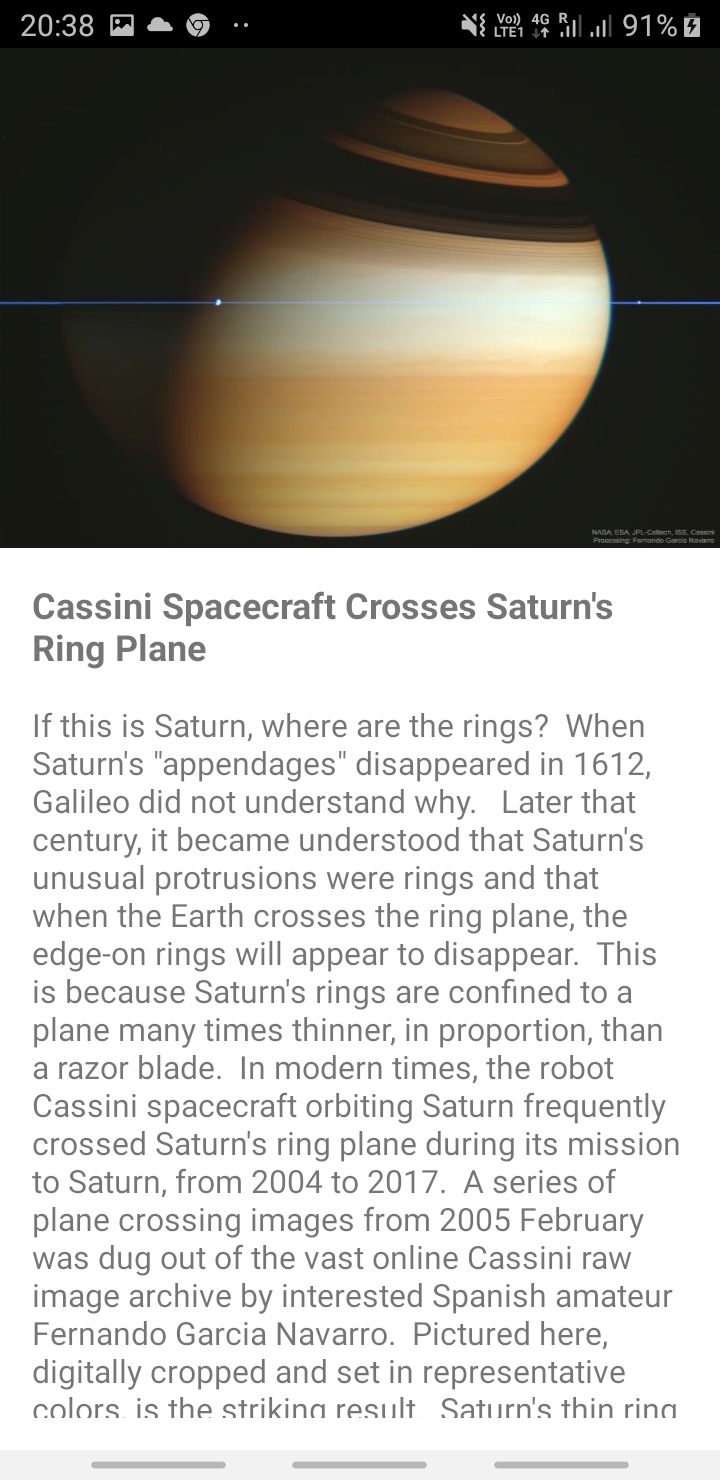 20:38
Vo)) LTE1 4G R 91%
NASA, ESA, JPL-Caltech, ISS, Cassini
Processing: Fernando Garcia Navarro
Cassini Spacecraft Crosses Saturn's
Ring Plane
If this is Saturn, where are the rings?  When
Saturn's "appendages" disappeared in 1612,
Galileo did not understand why.   Later that
century, it became understood that Saturn's
unusual protrusions were rings and that
when the Earth crosses the ring plane, the
edge-on rings will appear to disappear.  This
is because Saturn's rings are confined to a
plane many times thinner, in proportion, than
a razor blade.  In modern times, the robot
Cassini spacecraft orbiting Saturn frequently
crossed Saturn's ring plane during its mission
to Saturn, from 2004 to 2017.  A series of
plane crossing images from 2005 February
was dug out of the vast online Cassini raw
image archive by interested Spanish amateur
Fernando Garcia Navarro.  Pictured here,
digitally cropped and set in representative
colors, is the striking result.  Saturn's thin ring